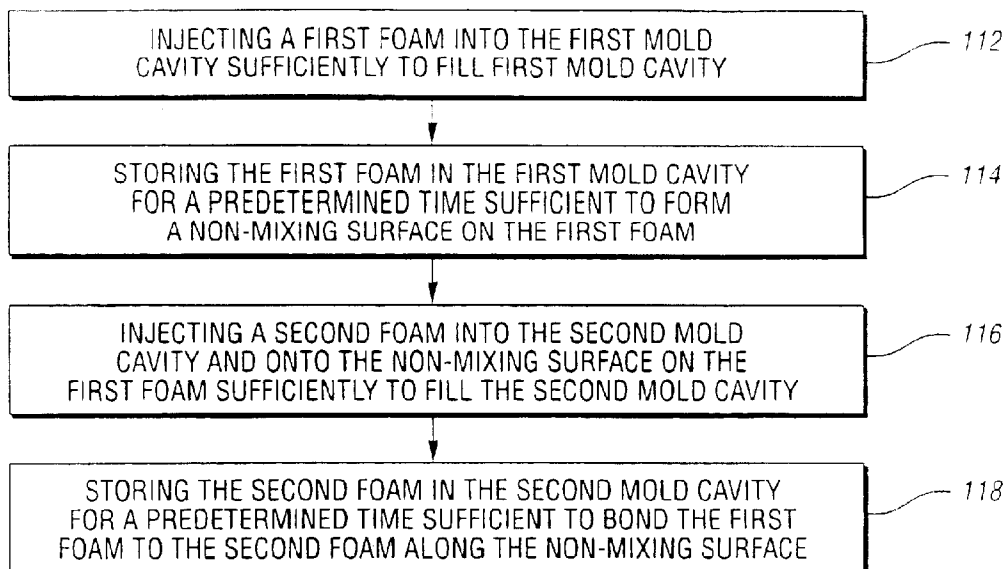 INJECTING A FIRST FOAM INTO THE FIRST MOLD
CAVITY SUFFICIENTLY TO FILL FIRST MOLD CAVITY
112
STORING THE FIRST FOAM IN THE FIRST MOLD CAVITY
FOR A PREDETERMINED TIME SUFFICIENT TO FORM
A NON-MIXING SURFACE ON THE FIRST FOAM
114
INJECTING A SECOND FOAM INTO THE SECOND MOLD
CAVITY AND ONTO THE NON-MIXING SURFACE ON THE
FIRST FOAM SUFFICIENTLY TO FILL THE SECOND MOLD CAVITY
116
STORING THE SECOND FOAM IN THE SECOND MOLD CAVITY
FOR A PREDETERMINED TIME SUFFICIENT TO BOND THE FIRST
FOAM TO THE SECOND FOAM ALONG THE NON-MIXING SURFACE
118